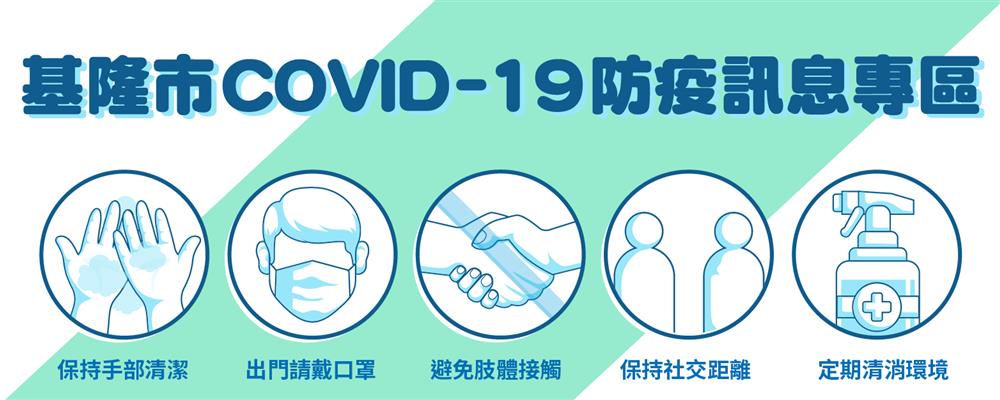 基隆市COVID-19防疫訊息專區
保持手部清潔
出門請戴口罩
避免肢體接觸
保持社交距離
定期清消環境